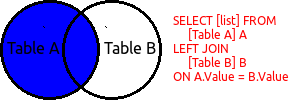 Table A
Table B
SELECT [list] FROM
[Table A] A
LEFT JOIN
[Table B] B
ON A.Value = B.Value